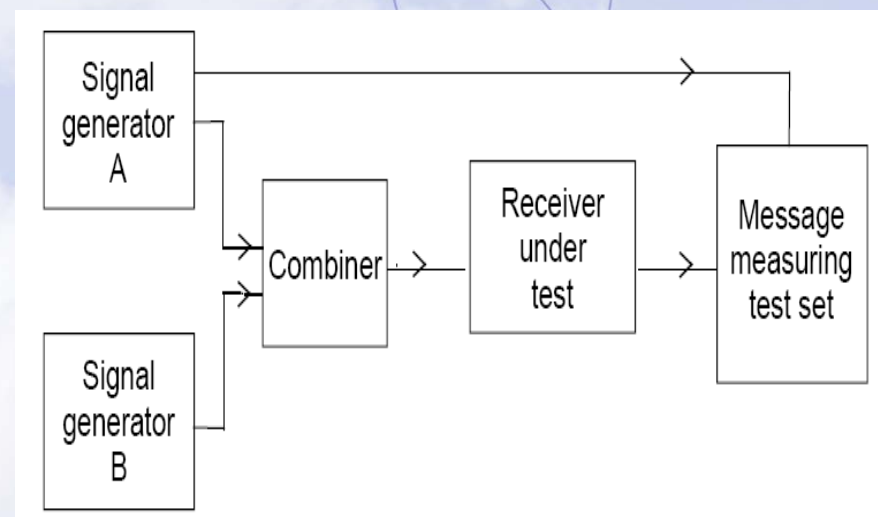 Signal
generator
A
Combiner
Receiver
under
test
Message
measuring
test set
Signal
generator
B